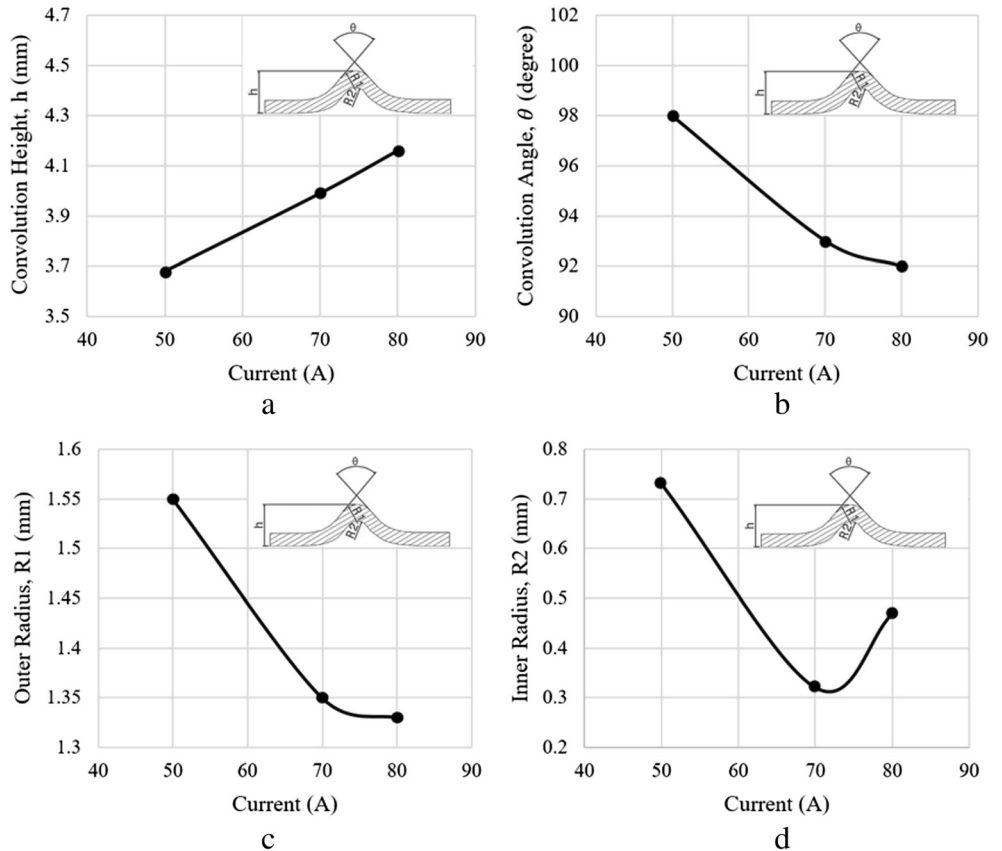 Convolution Height, h (mm)
4.7
4.5
4.3
4.1
3.9
3.7
3.5
40 50 60 70 80 90
Current (A)
θ
h
R1
R2
a
Convolution Angle, θ (degree)
102
100
98
96
94
92
90
40 50 60 70 80 90
Current (A)
θ
h
R1
R2
b
Outer Radius, R1 (mm)
1.6
1.55
1.5
1.45
1.4
1.35
1.3
40 50 60 70 80 90
Current (A)
θ
h
R1
R2
c
Inner Radius, R2 (mm)
0.8
0.7
0.6
0.5
0.4
0.3
0.2
40 50 60 70 80 90
Current (A)
θ
h
R1
R2
d